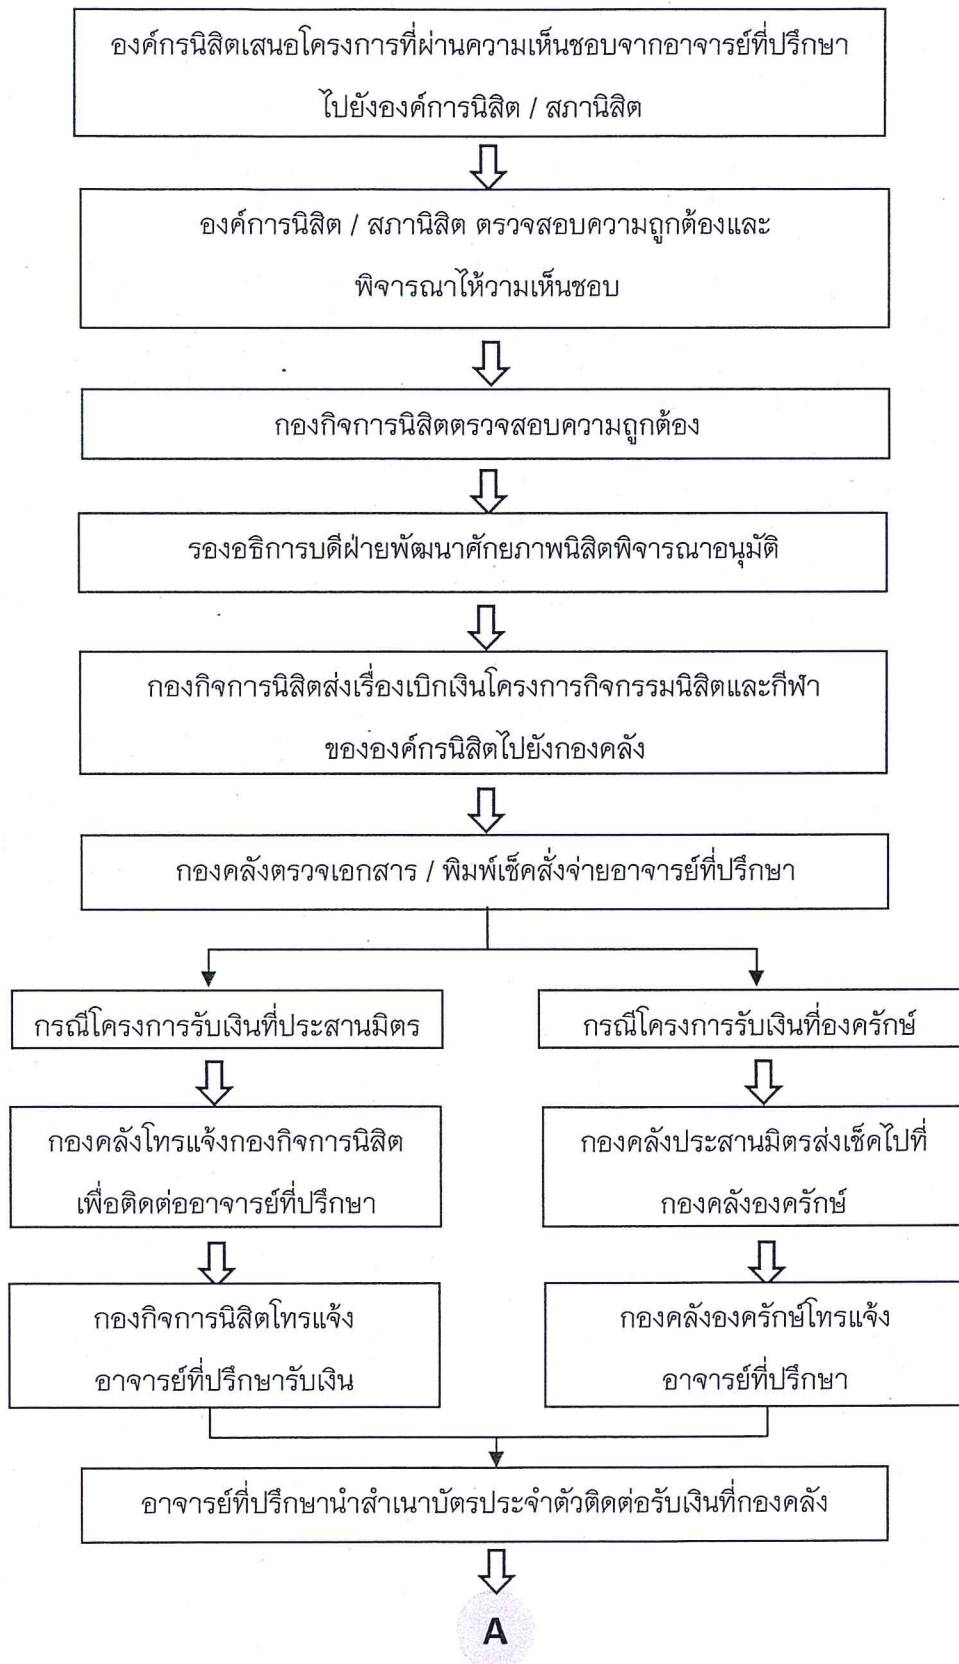 องค์กรนิสิตเสนอโครงการที่ผ่านความเห็นชอบจากอาจารย์ที่ปรึกษา
ไปยังองค์การนิสิต / สภานิสิต
องค์การนิสิต / สภานิสิต ตรวจสอบความถูกต้องและ
พิจารณาให้วามเห็นชอบ
กองกิจการนิสิตตรวจสอบความถูกต้อง
รองอธิการบดีฝ่ายพัฒนาศักยภาพนิสิตพิจารณาอนุมัติ
กองกิจการนิสิตส่งเรื่องเบิกเงินโครงการกิจกรรมนิสิตและกีฬา
ขององค์กรนิสิตไปยังกองคลัง
กองคลังตรวจเอกสาร / พิมพ์เช็คสั่งจ่ายอาจารย์ที่ปรึกษา
กรณีโครงการรับเงินที่ประสานมิตร
กองคลังโทรแจ้งกองกิจการนิสิต
เพื่อติดต่ออาจารย์ที่ปรึกษา
กองกิจการนิสิตโทรแจ้ง
อาจารย์ที่ปรึกษารับเงิน
กรณีโครงการรับเงินที่องครักษ์
กองคลังประสานมิตรส่งเช็คไปที่
กองคลังองครักษ์
กองคลังองครักษ์โทรแจ้ง
อาจารย์ที่ปรึกษา
อาจารย์ที่ปรึกษานำสำเนาบัตรประจำตัวติดต่อรับเงินที่กองคลัง
A